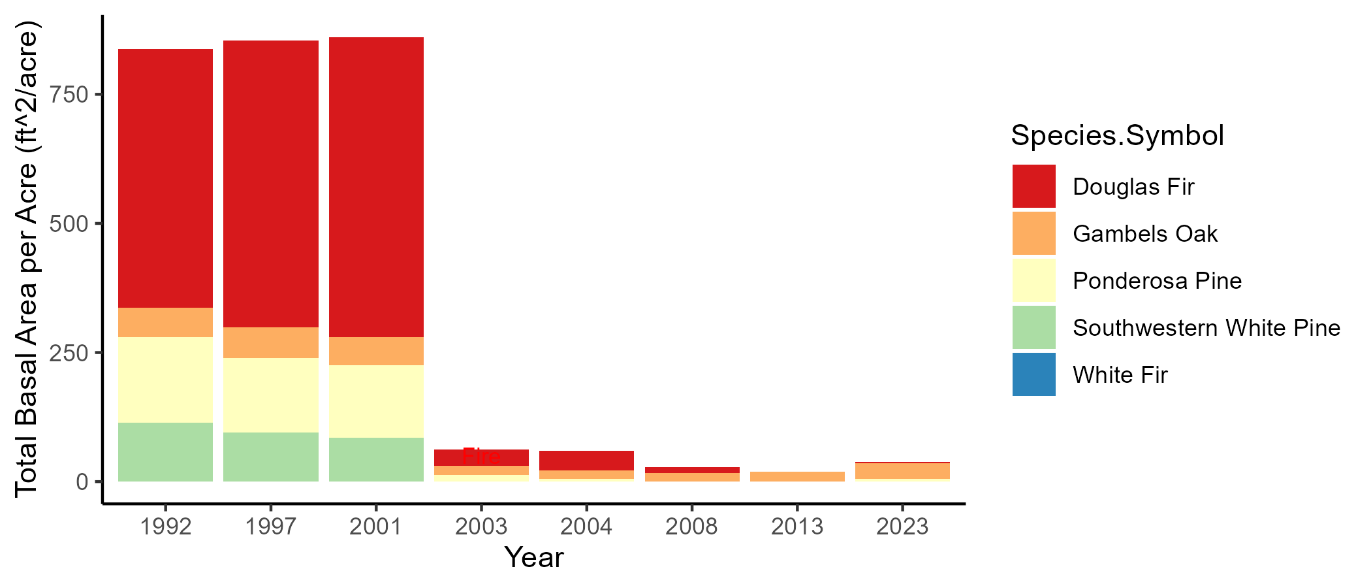 Total Basal Area per Acre (ft^2/acre)
750
500
250
0
Fire
1992 1997 2001 2003 2004 2008 2013 2023
Year
Species.Symbol
Douglas Fir
Gambels Oak
Ponderosa Pine
Southwestern White Pine
White Fir